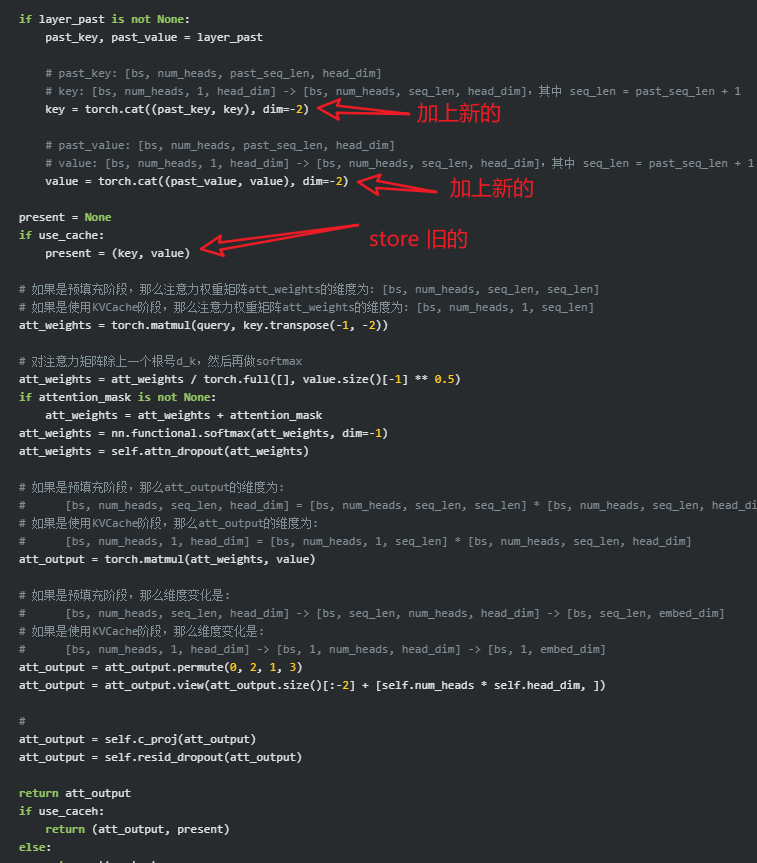 if layer_past is not None:
past_key, past_value = layer_past
# past_key: [bs, num_heads, past_seq_len, head_dim]
# key: [bs, num_heads, 1, head_dim] -> [bs, num_heads, seq_len, head_dim], 其中 seq_len = past_seq_len + 1
key = torch.cat((past_key, key), dim=-2)
加上新的
# past_value: [bs, num_heads, past_seq_len, head_dim]
# value: [bs, num_heads, 1, head_dim] -> [bs, num_heads, seq_len, head_dim], 其中 seq_len = past_seq_len + 1
value = torch.cat((past_value, value), dim=-2)
加上新的
present = None
if use_cache:
store 旧的
present = (key, value)
# 如果是预填充阶段，那么注意力权重矩阵att_weights的维度为: [bs, num_heads, seq_len, seq_len]
# 如果是使用KVCache阶段，那么注意力权重矩阵att_weights的维度为: [bs, num_heads, 1, seq_len]
att_weights = torch.matmul(query, key.transpose(-1, -2))
# 对注意力矩阵除上一个根号d_k，然后再做softmax
att_weights = att_weights / torch.full([], value.size()[-1] ** 0.5)
if attention_mask is not None:
att_weights = att_weights + attention_mask
att_weights = nn.functional.softmax(att_weights, dim=-1)
att_weights = self.attn_dropout(att_weights)
# 如果是预填充阶段，那么att_output的维度为:
# [bs, num_heads, seq_len, head_dim] = [bs, num_heads, seq_len, seq_len] * [bs, num_heads, seq_len, head_di
# 如果是使用KVCache阶段，那么att_output的维度为:
# [bs, num_heads, 1, head_dim] = [bs, num_heads, 1, seq_len] * [bs, num_heads, seq_len, head_dim]
att_output = torch.matmul(att_weights, value)
# 如果是预填充阶段，那么维度变化是:
# [bs, num_heads, seq_len, head_dim] -> [bs, seq_len, num_heads, head_dim] -> [bs, seq_len, embed_dim]
# 如果是使用KVCache阶段，那么维度变化是:
# [bs, num_heads, 1, head_dim] -> [bs, 1, num_heads, head_dim] -> [bs, 1, embed_dim]
att_output = att_output.permute(0, 2, 1, 3)
att_output = att_output.view(att_output.size()[:-2] + [self.num_heads * self.head_dim, ])
#
att_output = self.c_proj(att_output)
att_output = self.resid_dropout(att_output)
return att_output
if use_caceh:
return (att_output, present)
else: